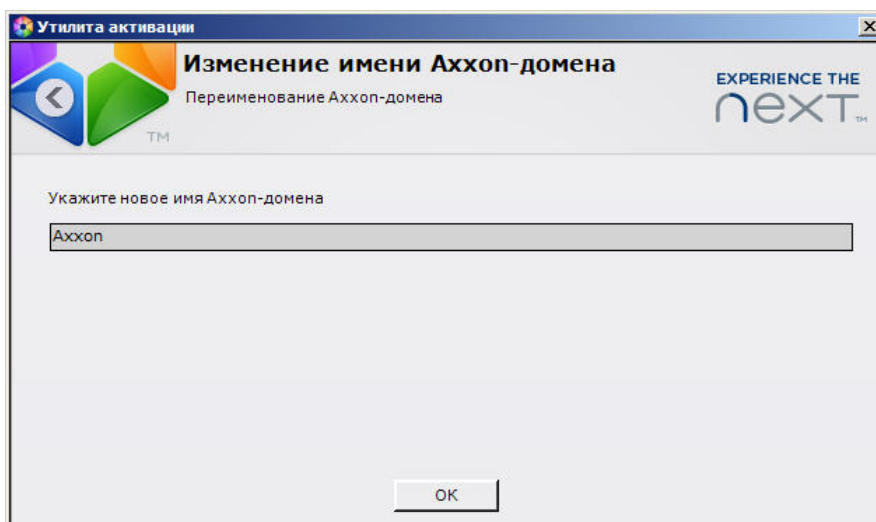 Утилита активации
Изменение имени Axxon-домена
Переименование Axxon-домена
EXPERIENCE THE
next™
TM
Укажите новое имя Axxon-домена
Axxon
OK